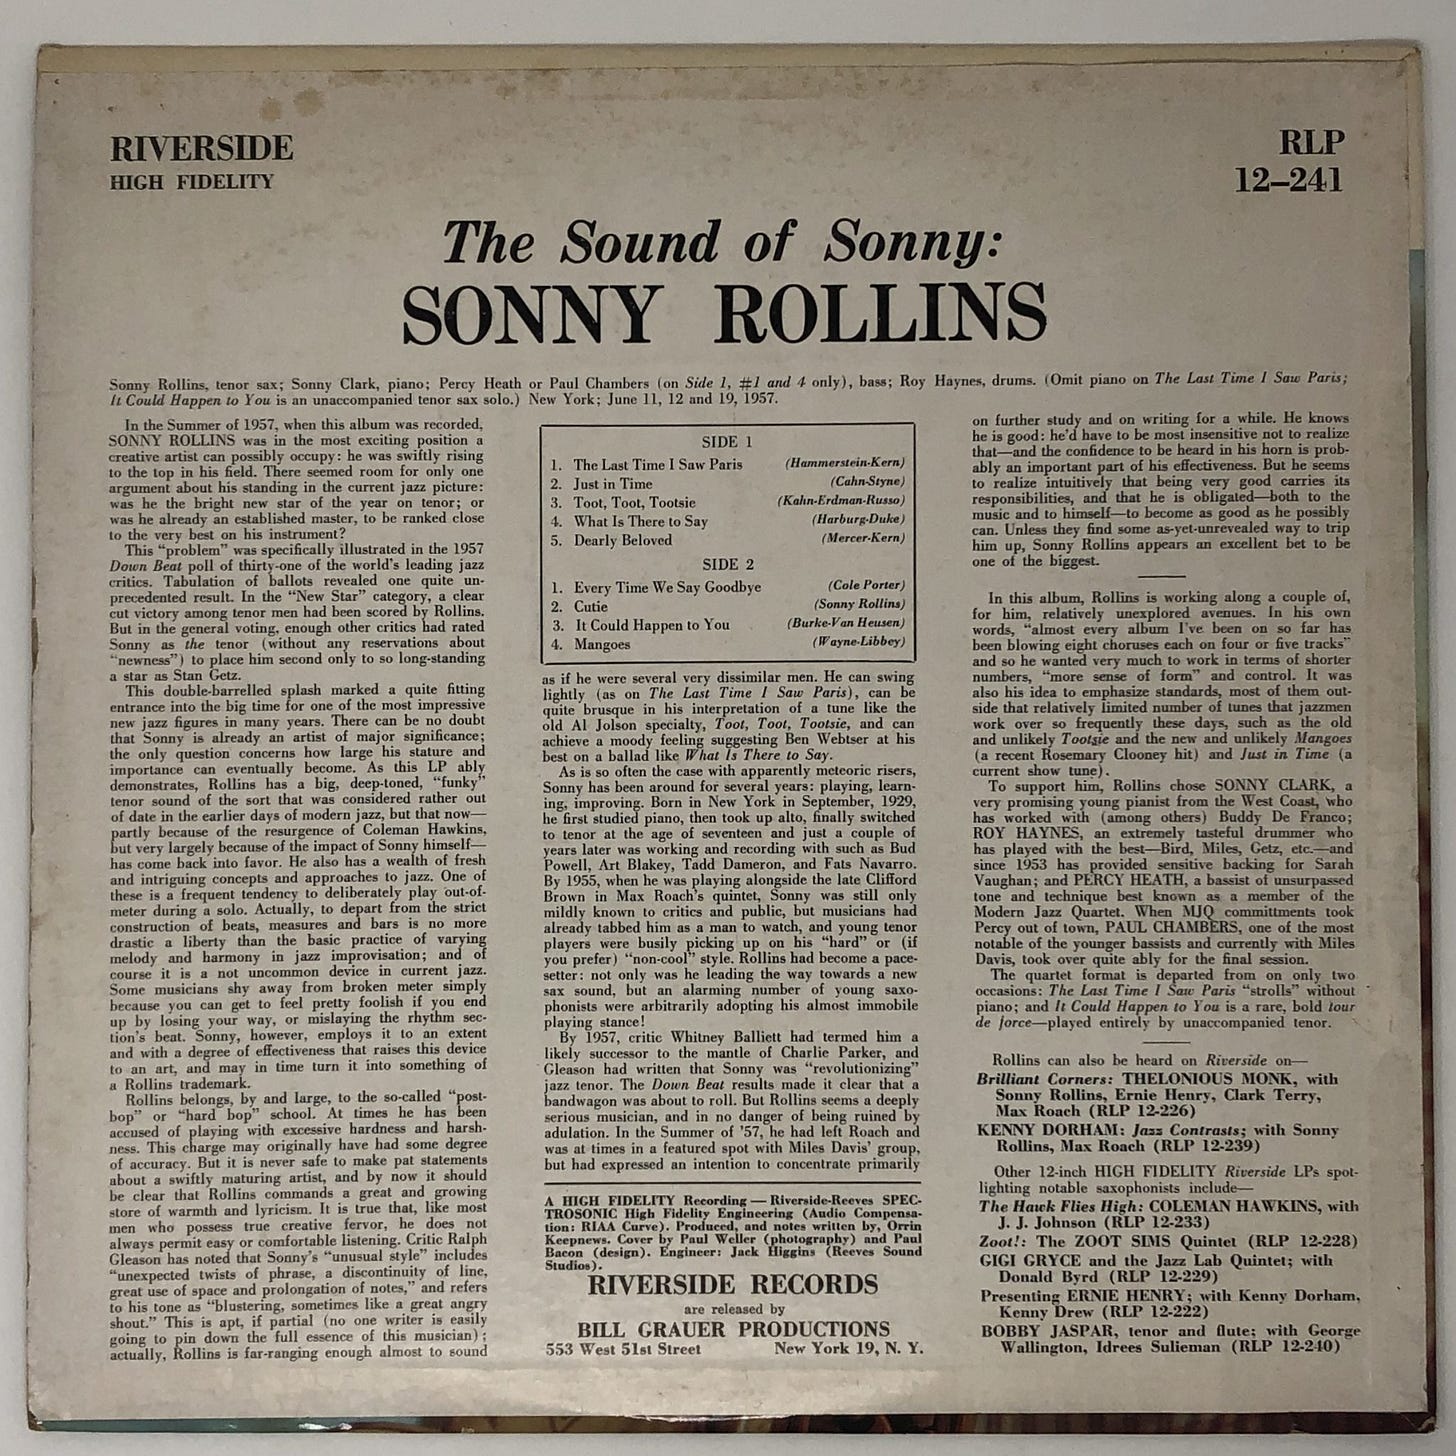 RIVERSIDE
HIGH FIDELITY
RLP
12–241
The Sound of Sonny:
SONNY ROLLINS
Sonny Rollins, tenor sax; Sonny Clark, piano; Percy Heath or Paul Chambers (on Side 1, #1 and 4 only), bass; Roy Haynes, drums. (Omit piano on The Last Time I Saw Paris;
It Could Happen to You is an unaccompanied tenor sax solo.) New York; June 11, 12 and 19, 1957.
In the Summer of 1957, when this album was recorded,
SONNY ROLLINS was in the most exciting position a
creative artist can possibly occupy: he was swiftly rising
to the top in his field. There seemed room for only one
argument about his standing in the current jazz picture:
was he the bright new star of the year on tenor; or
was he already an established master, to be ranked close
to the very best on his instrument?
This “problem” was specifically illustrated in the 1957
Down Beat poll of thirty-one of the world's leading jazz
critics. Tabulation of ballots revealed one quite un-
precedented result. In the “New Star” category, a clear
cut victory among tenor men had been scored by Rollins.
But in the general voting, enough other critics had rated
Sonny as the tenor (without any reservations about
“newness”) to place him second only to so long-standing
a star as Stan Getz.
This double-barrelled splash marked a quite fitting
entrance into the big time for one of the most impressive
new jazz figures in many years. There can be no doubt
that Sonny is already an artist of major significance;
the only question concerns how large his stature and
importance can eventually become. As this LP ably
demonstrates, Rollins has a big, deep-toned, “funky”
tenor sound of the sort that was considered rather out
of date in the earlier days of modern jazz, but that now—
partly because of the resurgence of Coleman Hawkins,
but very largely because of the impact of Sonny himself—
has come back into favor. He also has a wealth of fresh
and intriguing concepts and approaches to jazz. One of
these is a frequent tendency to deliberately play out-of-
meter during a solo. Actually, to depart from the strict
construction of beats, measures and bars is no more
drastic a liberty than the basic practice of varying
melody and harmony in jazz improvisation; and of
course it is a not uncommon device in current jazz.
Some musicians shy away from broken meter simply
because you can get to feel pretty foolish if you end
up by losing your way, or mislaying the rhythm sec-
tion's beat. Sonny, however, employs it to an extent
and with a degree of effectiveness that raises this device
to an art, and may in time turn it into something of
a Rollins trademark.
Rollins belongs, by and large, to the so-called “post-
bop” or “hard bop” school. At times he has been
accused of playing with excessive hardness and harsh-
ness. This charge may originally have had some degree
of accuracy. But it is never safe to make pat statements
about a swiftly maturing artist, and by now it should
be clear that Rollins commands a great and growing
store of warmth and lyricism. It is true that, like most
men who possess true creative fervor, he does not
always permit easy or comfortable listening. Critic Ralph
Gleason has noted that Sonny's “unusual style” includes
“unexpected twists of phrase, a discontinuity of line,
great use of space and prolongation of notes,” and refers
to his tone as “blustering, sometimes like a great angry
shout.” This is apt, if partial (no one writer is easily
going to pin down the full essence of this musician);
actually, Rollins is far-ranging enough almost to sound
SIDE 1
1. The Last Time I Saw Paris (Hammerstein-Kern)
2. Just in Time (Cahn-Styne)
3. Toot, Toot, Tootsie (Kahn-Erdman-Russo)
4. What Is There to Say (Harburg-Duke)
5. Dearly Beloved (Mercer-Kern)
SIDE 2
1. Every Time We Say Goodbye (Cole Porter)
2. Cutie (Sonny Rollins)
3. It Could Happen to You (Burke-Van Heusen)
4. Mangoes (Wayne-Libbey)
as if he were several very dissimilar men. He can swing
lightly (as on The Last Time I Saw Paris), can be
quite brusque in his interpretation of a tune like the
old Al Jolson specialty, Toot, Toot, Tootsie, and can
achieve a moody feeling suggesting Ben Webtser at his
best on a ballad like What Is There to Say.
As is so often the case with apparently meteoric risers,
Sonny has been around for several years: playing, learn-
ing, improving. Born in New York in September, 1929,
he first studied piano, then took up alto, finally switched
to tenor at the age of seventeen and just a couple of
years later was working and recording with such as Bud
Powell, Art Blakey, Tadd Dameron, and Fats Navarro.
By 1955, when he was playing alongside the late Clifford
Brown in Max Roach's quintet, Sonny was still only
mildly known to critics and public, but musicians had
already tabbed him as a man to watch, and young tenor
players were busily picking up on his “hard” or (if
you prefer) “non-cool” style. Rollins had become a pace-
setter: not only was he leading the way towards a new
sax sound, but an alarming number of young saxo-
phonists were arbitrarily adopting his almost immobile
playing stance!
By 1957, critic Whitney Balliett had termed him a
likely successor to the mantle of Charlie Parker, and
Gleason had written that Sonny was “revolutionizing”
jazz tenor. The Down Beat results made it clear that a
bandwagon was about to roll. But Rollins seems a deeply
serious musician, and in no danger of being ruined by
adulation. In the Summer of '57, he had left Roach and
was at times in a featured spot with Miles Davis' group,
but had expressed an intention to concentrate primarily
A HIGH FIDELITY Recording — Riverside-Reeves SPEC-
TROSONIC High Fidelity Engineering (Audio Compensa-
tion: RIAA Curve). Produced, and notes written by, Orrin
Keepnews. Cover by Paul Weller (photography) and Paul
Bacon (design). Engineer: Jack Higgins (Reeves Sound
Studios).
RIVERSIDE RECORDS
are released by
BILL GRAUER PRODUCTIONS
553 West 51st Street New York 19, N. Y.
on further study and on writing for a while. He knows
he is good: he'd have to be most insensitive not to realize
that—and the confidence to be heard in his horn is prob-
ably an important part of his effectiveness. But he seems
to realize intuitively that being very good carries its
responsibilities, and that he is obligated—both to the
music and to himself—to become as good as he possibly
can. Unless they find some as-yet-unrevealed way to trip
him up, Sonny Rollins appears an excellent bet to be
one of the biggest.
In this album, Rollins is working along a couple of,
for him, relatively unexplored avenues. In his own
words, “almost every album I've been on so far has
been blowing eight choruses each on four or five tracks”
and so he wanted very much to work in terms of shorter
numbers, “more sense of form” and control. It was
also his idea to emphasize standards, most of them out-
side that relatively limited number of tunes that jazzmen
work over so frequently these days, such as the old
and unlikely Tootsie and the new and unlikely Mangoes
(a recent Rosemary Clooney hit) and Just in Time (a
current show tune).
To support him, Rollins chose SONNY CLARK, a
very promising young pianist from the West Coast, who
has worked with (among others) Buddy De Franco;
ROY HAYNES, an extremely tasteful drummer who
has played with the best—Bird, Miles, Getz, etc.—and
since 1953 has provided sensitive backing for Sarah
Vaughan; and PERCY HEATH, a bassist of unsurpassed
tone and technique best known as a member of the
Modern Jazz Quartet. When MJQ committments took
Percy out of town, PAUL CHAMBERS, one of the most
notable of the younger bassists and currently with Miles
Davis, took over quite ably for the final session.
The quartet format is departed from on only two
occasions: The Last Time I Saw Paris “strolls” without
piano; and It Could Happen to You is a rare, bold tour
de force—played entirely by unaccompanied tenor.
Rollins can also be heard on Riverside on—
Brilliant Corners: THELONIOUS MONK, with
Sonny Rollins, Ernie Henry, Clark Terry,
Max Roach (RLP 12-226)
KENNY DORHAM: Jazz Contrasts; with Sonny
Rollins, Max Roach (RLP 12-239)
Other 12-inch HIGH FIDELITY Riverside LPs spot-
lighting notable saxophonists include—
The Hawk Flies High: COLEMAN HAWKINS, with
J. J. Johnson (RLP 12-233)
Zoot!: The ZOOT SIMS Quintet (RLP 12-228)
GIGI GRYCE and the Jazz Lab Quintet; with
Donald Byrd (RLP 12-229)
Presenting ERNIE HENRY; with Kenny Dorham,
Kenny Drew (RLP 12-222)
BOBBY JASPAR, tenor and flute; with George
Wallington, Idrees Sulieman (RLP 12-240)